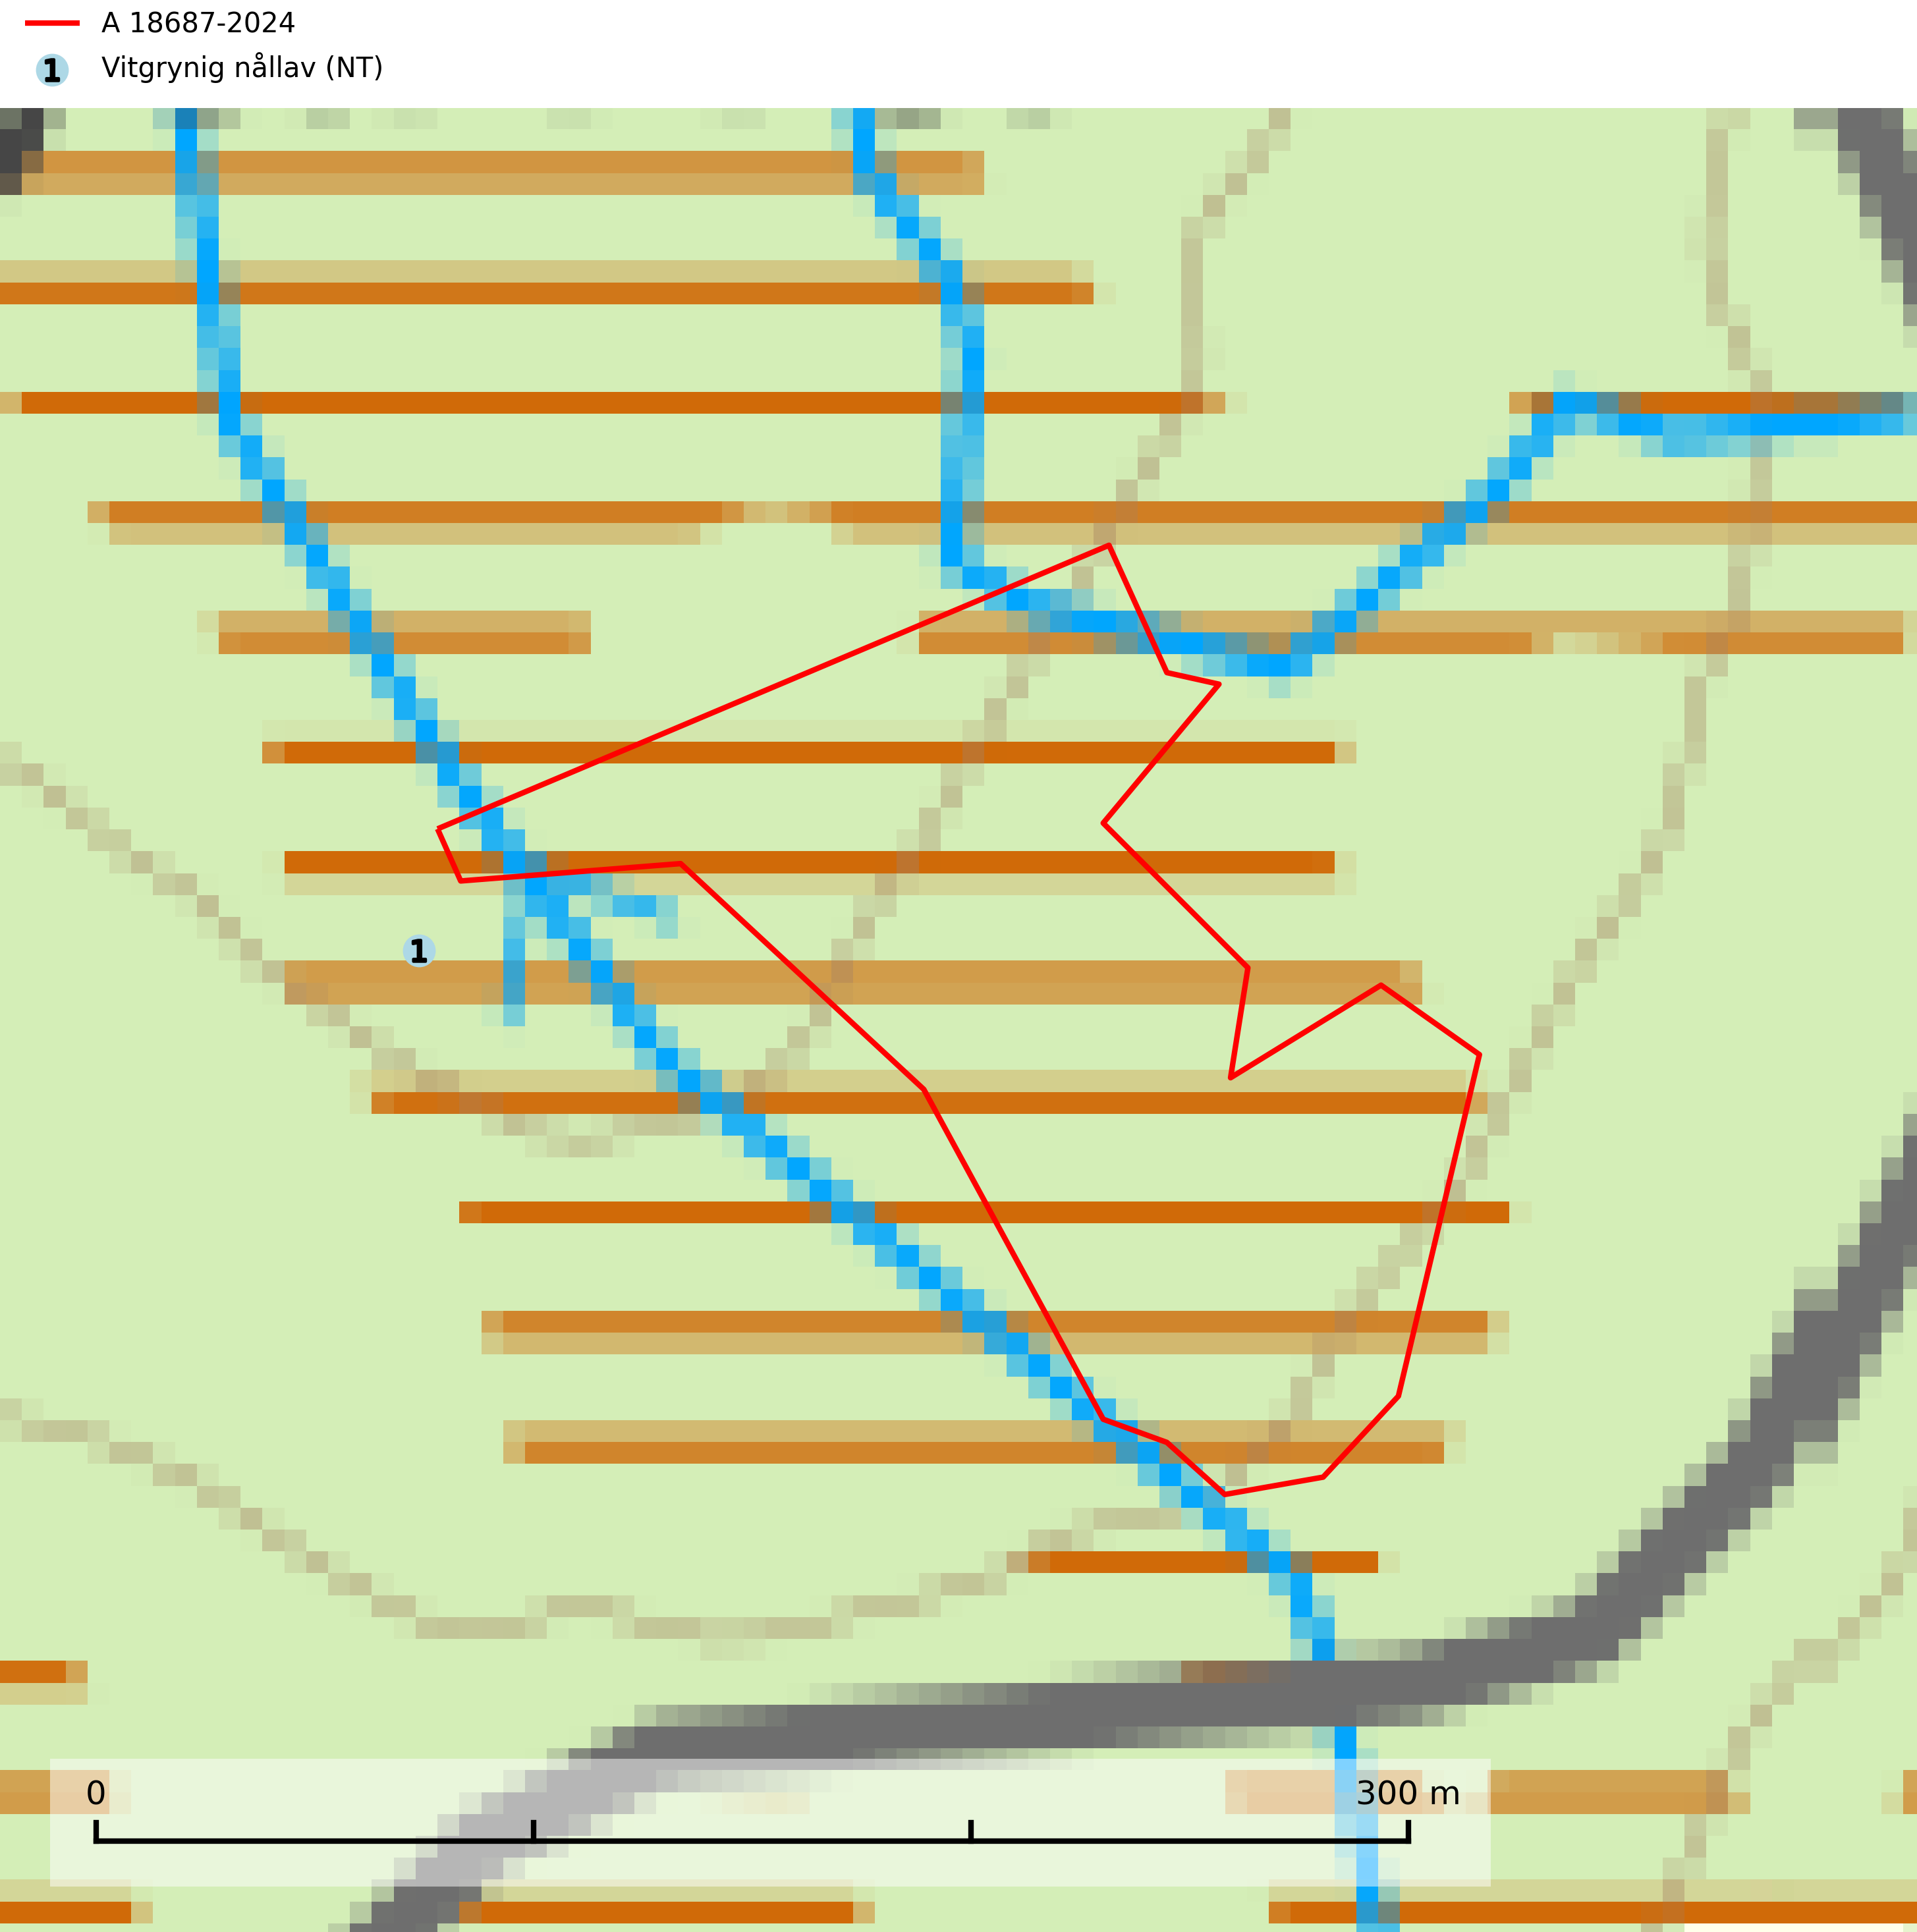 A 18687-2024
1 Vitgrynig nållav (NT)
1
0 300 m